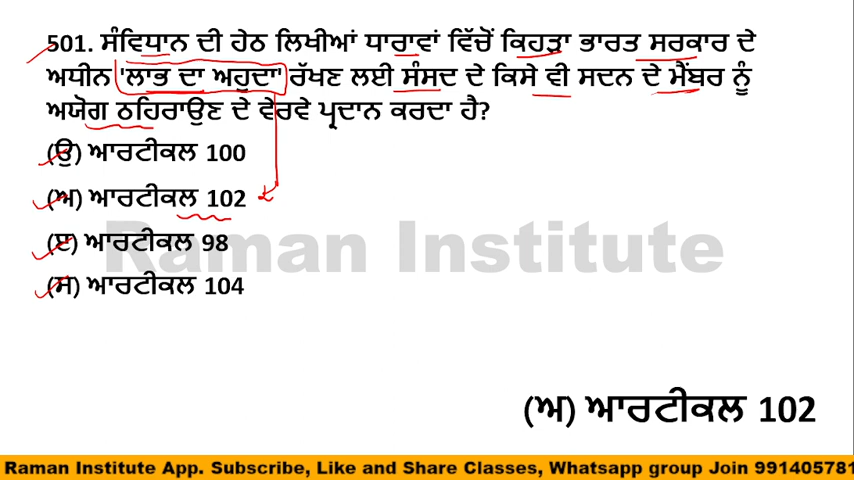 501. ਸੰਵਿਧਾਨ ਦੀ ਹੇਠ ਲਿਖੀਆਂ ਧਾਰਾਵਾਂ ਵਿੱਚੋਂ ਕਿਹੜਾ ਭਾਰਤ ਸਰਕਾਰ ਦੇ
ਅਧੀਨ 'ਲਾਭ ਦਾ ਅਹੁਦਾ' ਰੱਖਣ ਲਈ ਸੰਸਦ ਦੇ ਕਿਸੇ ਵੀ ਸਦਨ ਦੇ ਮੈਂਬਰ ਨੂੰ
ਅਯੋਗ ਠਹਿਰਾਉਣ ਦੇ ਵੇਰਵੇ ਪ੍ਰਦਾਨ ਕਰਦਾ ਹੈ?
(ਉ) ਆਰਟੀਕਲ 100
(ਅ) ਆਰਟੀਕਲ 102
(ੲ) ਆਰਟੀਕਲ 98
(ਸ) ਆਰਟੀਕਲ 104
Raman Institute
(ਅ) ਆਰਟੀਕਲ 102
Raman Institute App. Subscribe, Like and Share Classes, Whatsapp group Join 991405781